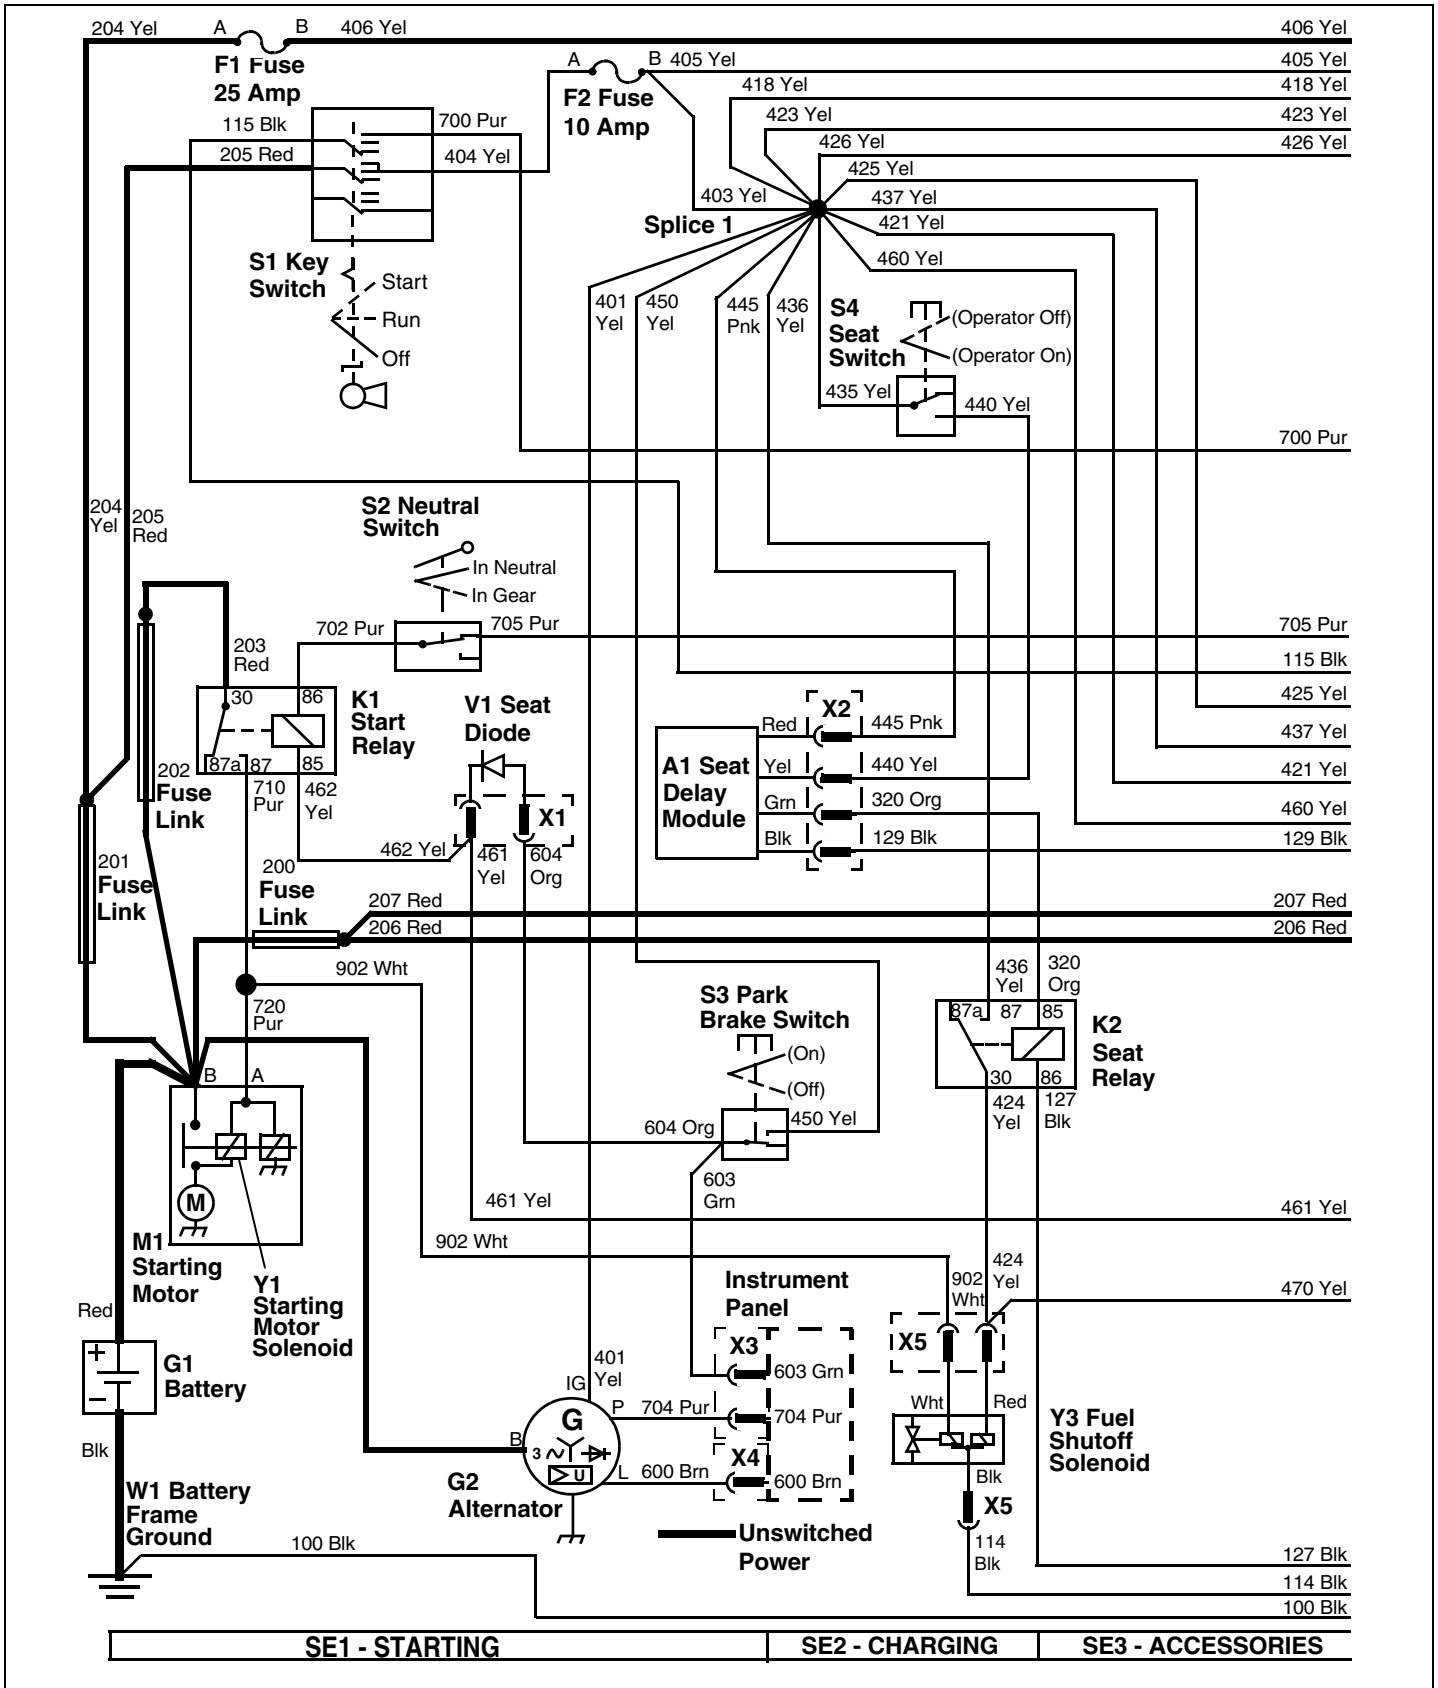 204 Yel
A
B
406 Yel
406 Yel
F1 Fuse
25 Amp
A
B
405 Yel
405 Yel
F2 Fuse
10 Amp
418 Yel
418 Yel
423 Yel
423 Yel
426 Yel
426 Yel
115 Blk
700 Pur
205 Red
404 Yel
425 Yel
403 Yel
437 Yel
Splice 1
421 Yel
460 Yel
S1 Key
Switch
Start
Run
Off
401
Yel
450
Yel
445
Pnk
436
Yel
S4
Seat
Switch
(Operator Off)
(Operator On)
435 Yel
440 Yel
700 Pur
204
Yel
205
Red
S2 Neutral
Switch
In Neutral
In Gear
702 Pur
705 Pur
705 Pur
203
Red
115 Blk
425 Yel
437 Yel
421 Yel
460 Yel
129 Blk
30
86
87a
87
85
K1
Start
Relay
V1 Seat
Diode
X1
202
Fuse
Link
710
Pur
462
Yel
462 Yel
461
Yel
604
Org
A1 Seat
Delay
Module
Red
Yel
Grn
Blk
X2
445 Pnk
440 Yel
320 Org
129 Blk
201
Fuse
Link
200
Fuse
Link
207 Red
207 Red
206 Red
206 Red
902 Wht
720
Pur
436
Yel
320
Org
S3 Park
Brake Switch
(On)
(Off)
87a
87
85
30
86
K2
Seat
Relay
424
Yel
127
Blk
B
A
604 Org
450 Yel
603
Grn
M
461 Yel
461 Yel
M1
Starting
Motor
Y1
Starting
Motor
Solenoid
902 Wht
902
Wht
424
Yel
470 Yel
Instrument
Panel
Red
+
−
G1
Battery
Blk
X3
603 Grn
401
Yel
IG
P
704 Pur
704 Pur
B
G
3 ~
U
X4
L
600 Brn
600 Brn
G2
Alternator
X5
Wht
Red
Y3 Fuel
Shutoff
Solenoid
Blk
X5
114
Blk
W1 Battery
Frame
Ground
100 Blk
Unswitched
Power
127 Blk
114 Blk
100 Blk
SE1 - STARTING
SE2 - CHARGING
SE3 - ACCESSORIES